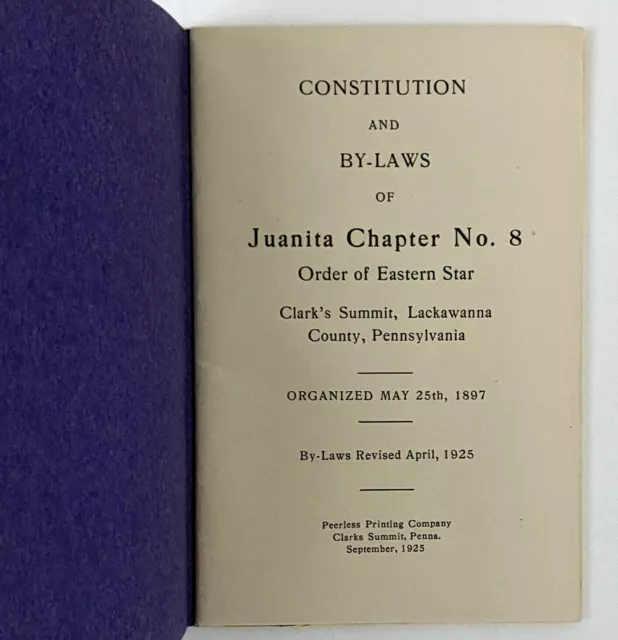 CONSTITUTION
AND
BY-LAWS
OF
Juanita Chapter No. 8
Order of Eastern Star
Clark's Summit, Lackawanna
County, Pennsylvania
ORGANIZED MAY 25th, 1897
By-Laws Revised April, 1925
Peerless Printing Company
Clarks Summit, Penna.
September, 1925